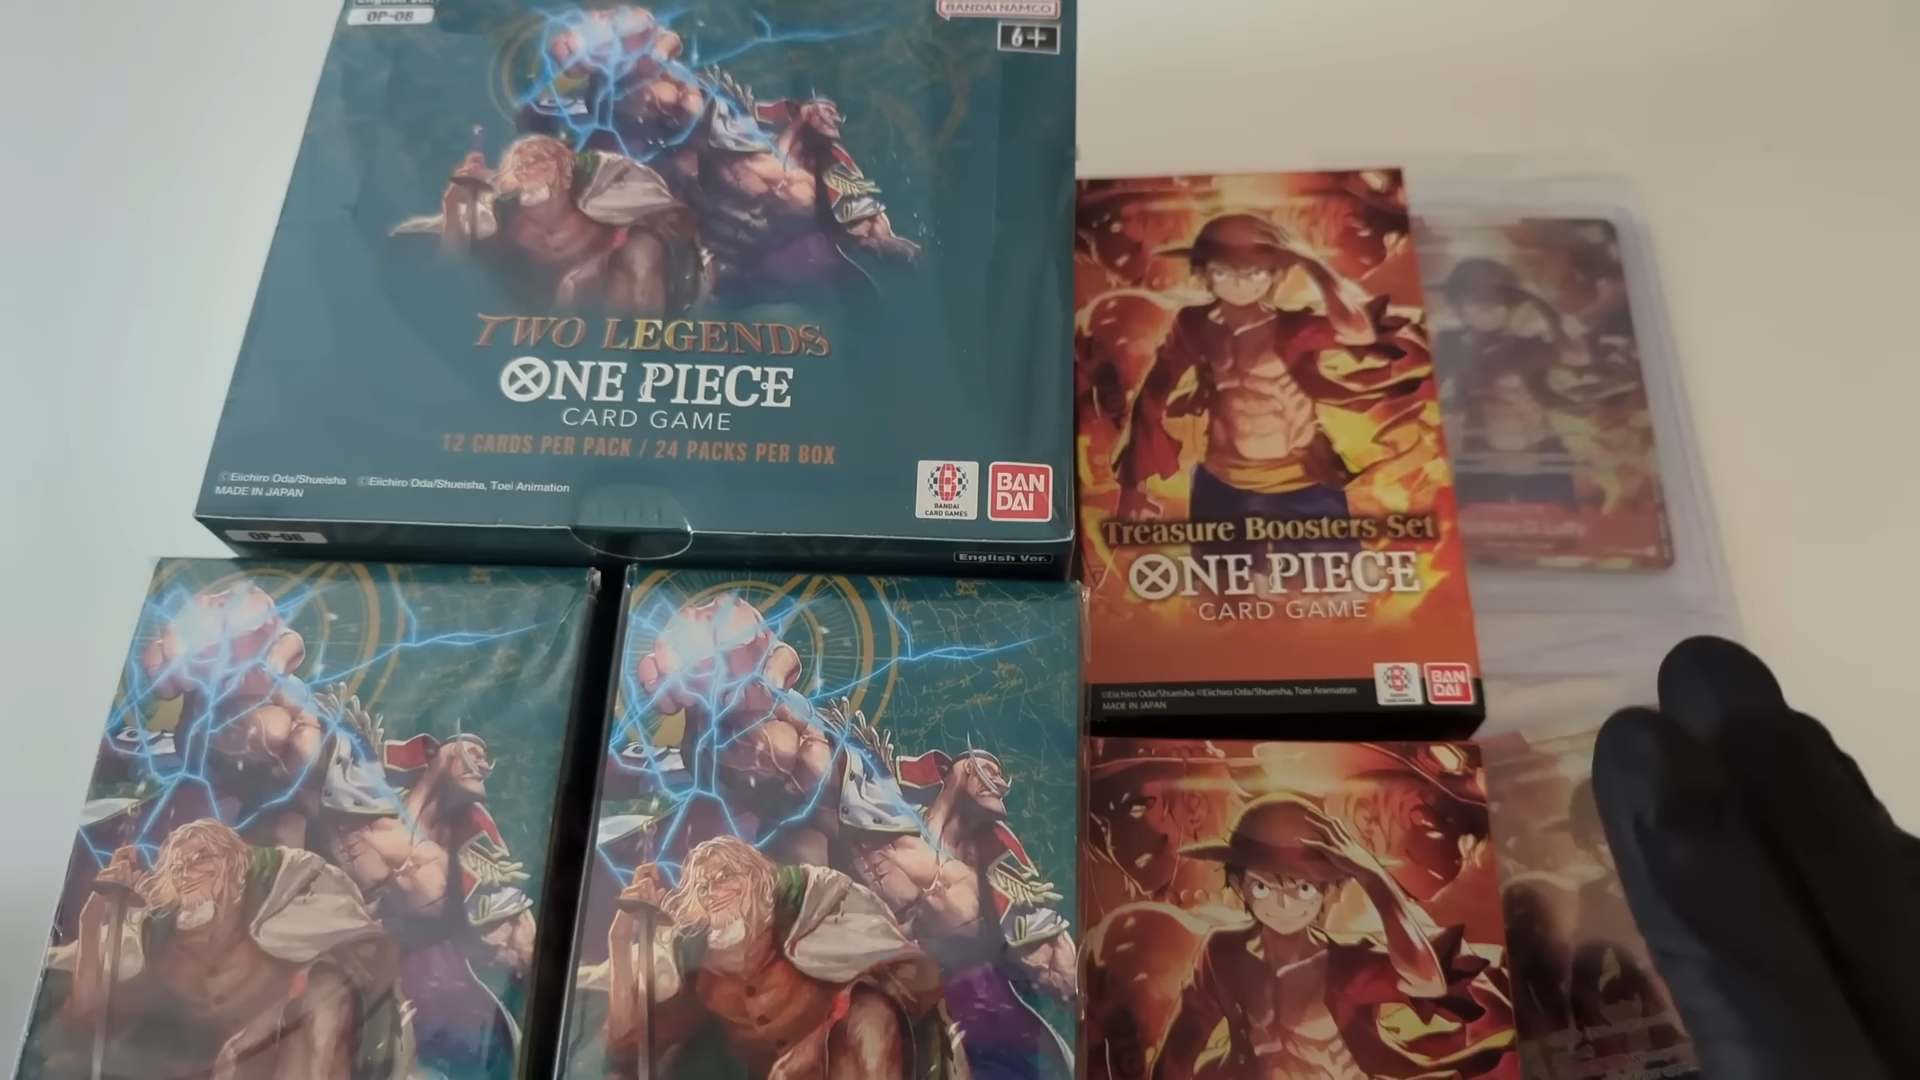 English Ver.
OP-08
BANDAI NAMCO
6+
TWO LEGENDS
ONE PIECE
CARD GAME
12 CARDS PER PACK / 24 PACKS PER BOX
©Eiichiro Oda/Shueisha ©Eiichiro Oda/Shueisha, Toei Animation
MADE IN JAPAN
BANDAI
CARD GAMES
BAN
DAI
OP-08
English Ver.
Treasure Boosters Set
ONE PIECE
CARD GAME
©Eiichiro Oda/Shueisha ©Eiichiro Oda/Shueisha, Toei Animation
MADE IN JAPAN
BAN
DAI